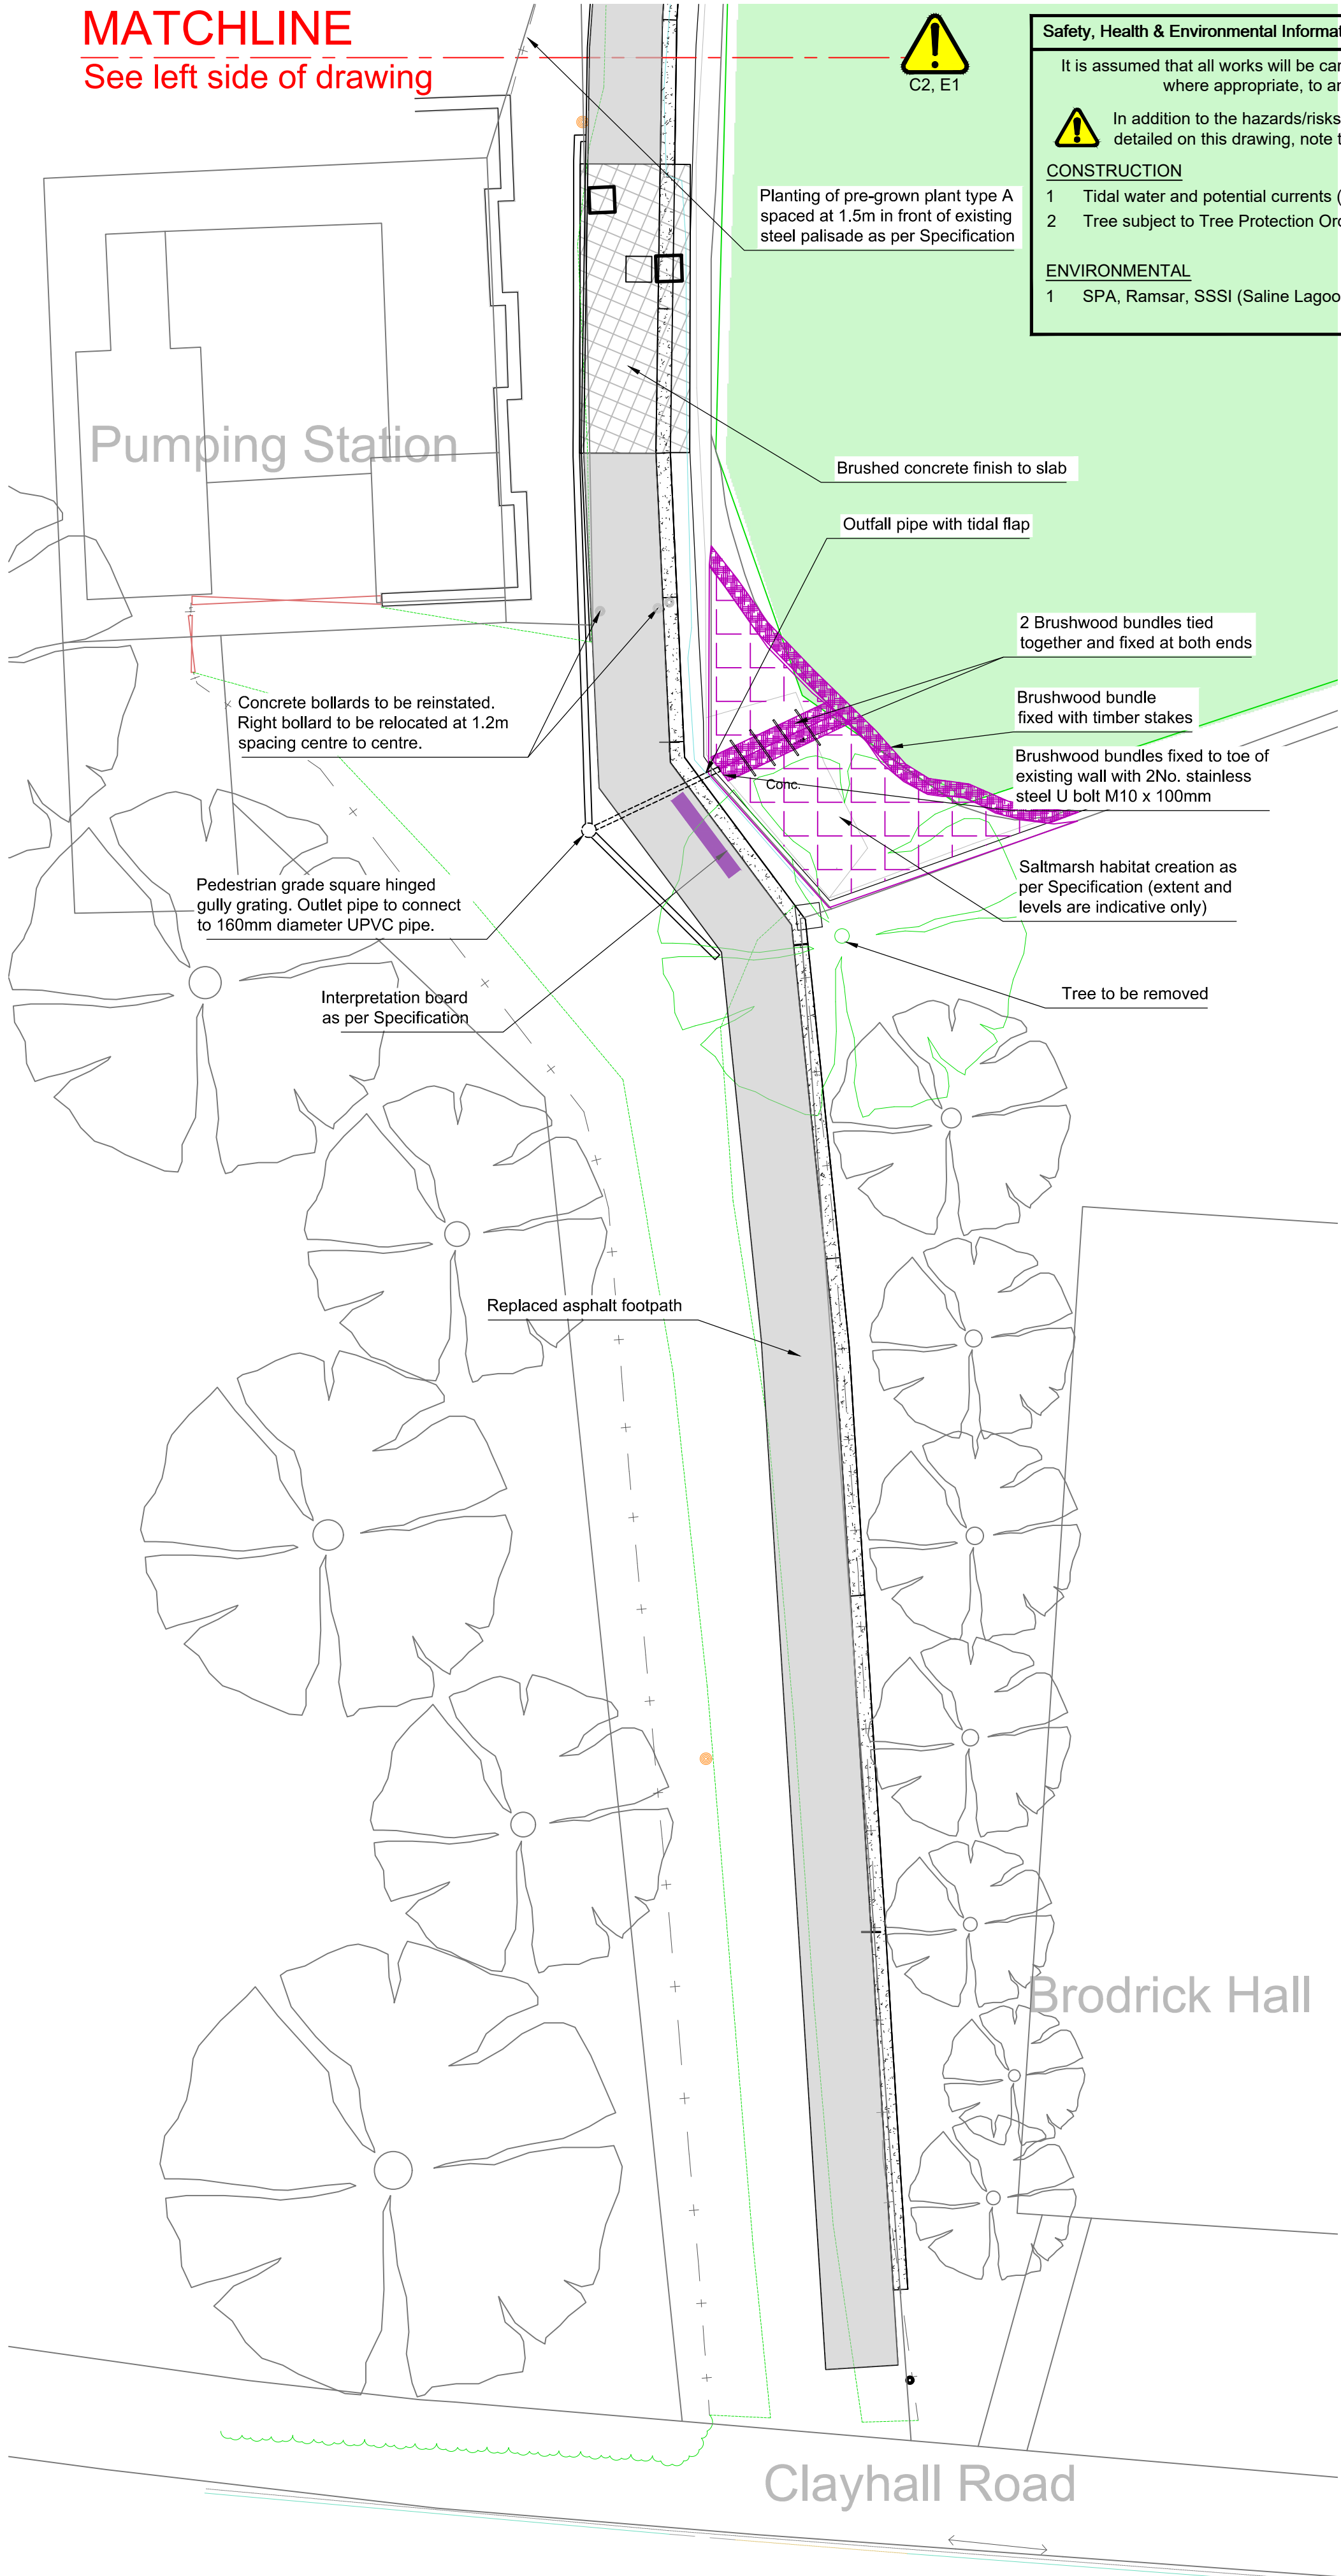 MATCHLINE
See left side of drawing
C2, E1
Safety, Health & Environmental
It is assumed that all works will be
where appropriate, to
In addition to the hazards/risks
detailed on this drawing, note
CONSTRUCTION
1 Tidal water and potential currents (
2 Tree subject to Tree Protection
ENVIRONMENTAL
1 SPA, Ramsar, SSSI (Saline
Planting of pre-grown plant type A
spaced at 1.5m in front of existing
steel palisade as per Specification
Pumping Station
Brushed concrete finish to slab
Outfall pipe with tidal flap
2 Brushwood bundles tied
together and fixed at both ends
Concrete bollards to be reinstated.
Right bollard to be relocated at 1.2m
spacing centre to centre.
Brushwood bundle
fixed with timber stakes
Brushwood bundles fixed to toe of
existing wall with 2No. stainless
steel U bolt M10 x 100mm
Conc.
Saltmarsh habitat creation as
per Specification (extent and
levels are indicative only)
Pedestrian grade square hinged
gully grating. Outlet pipe to connect
to 160mm diameter UPVC pipe.
Interpretation board
as per Specification
Tree to be removed
Replaced asphalt footpath
Brodrick Hall
Clayhall Road